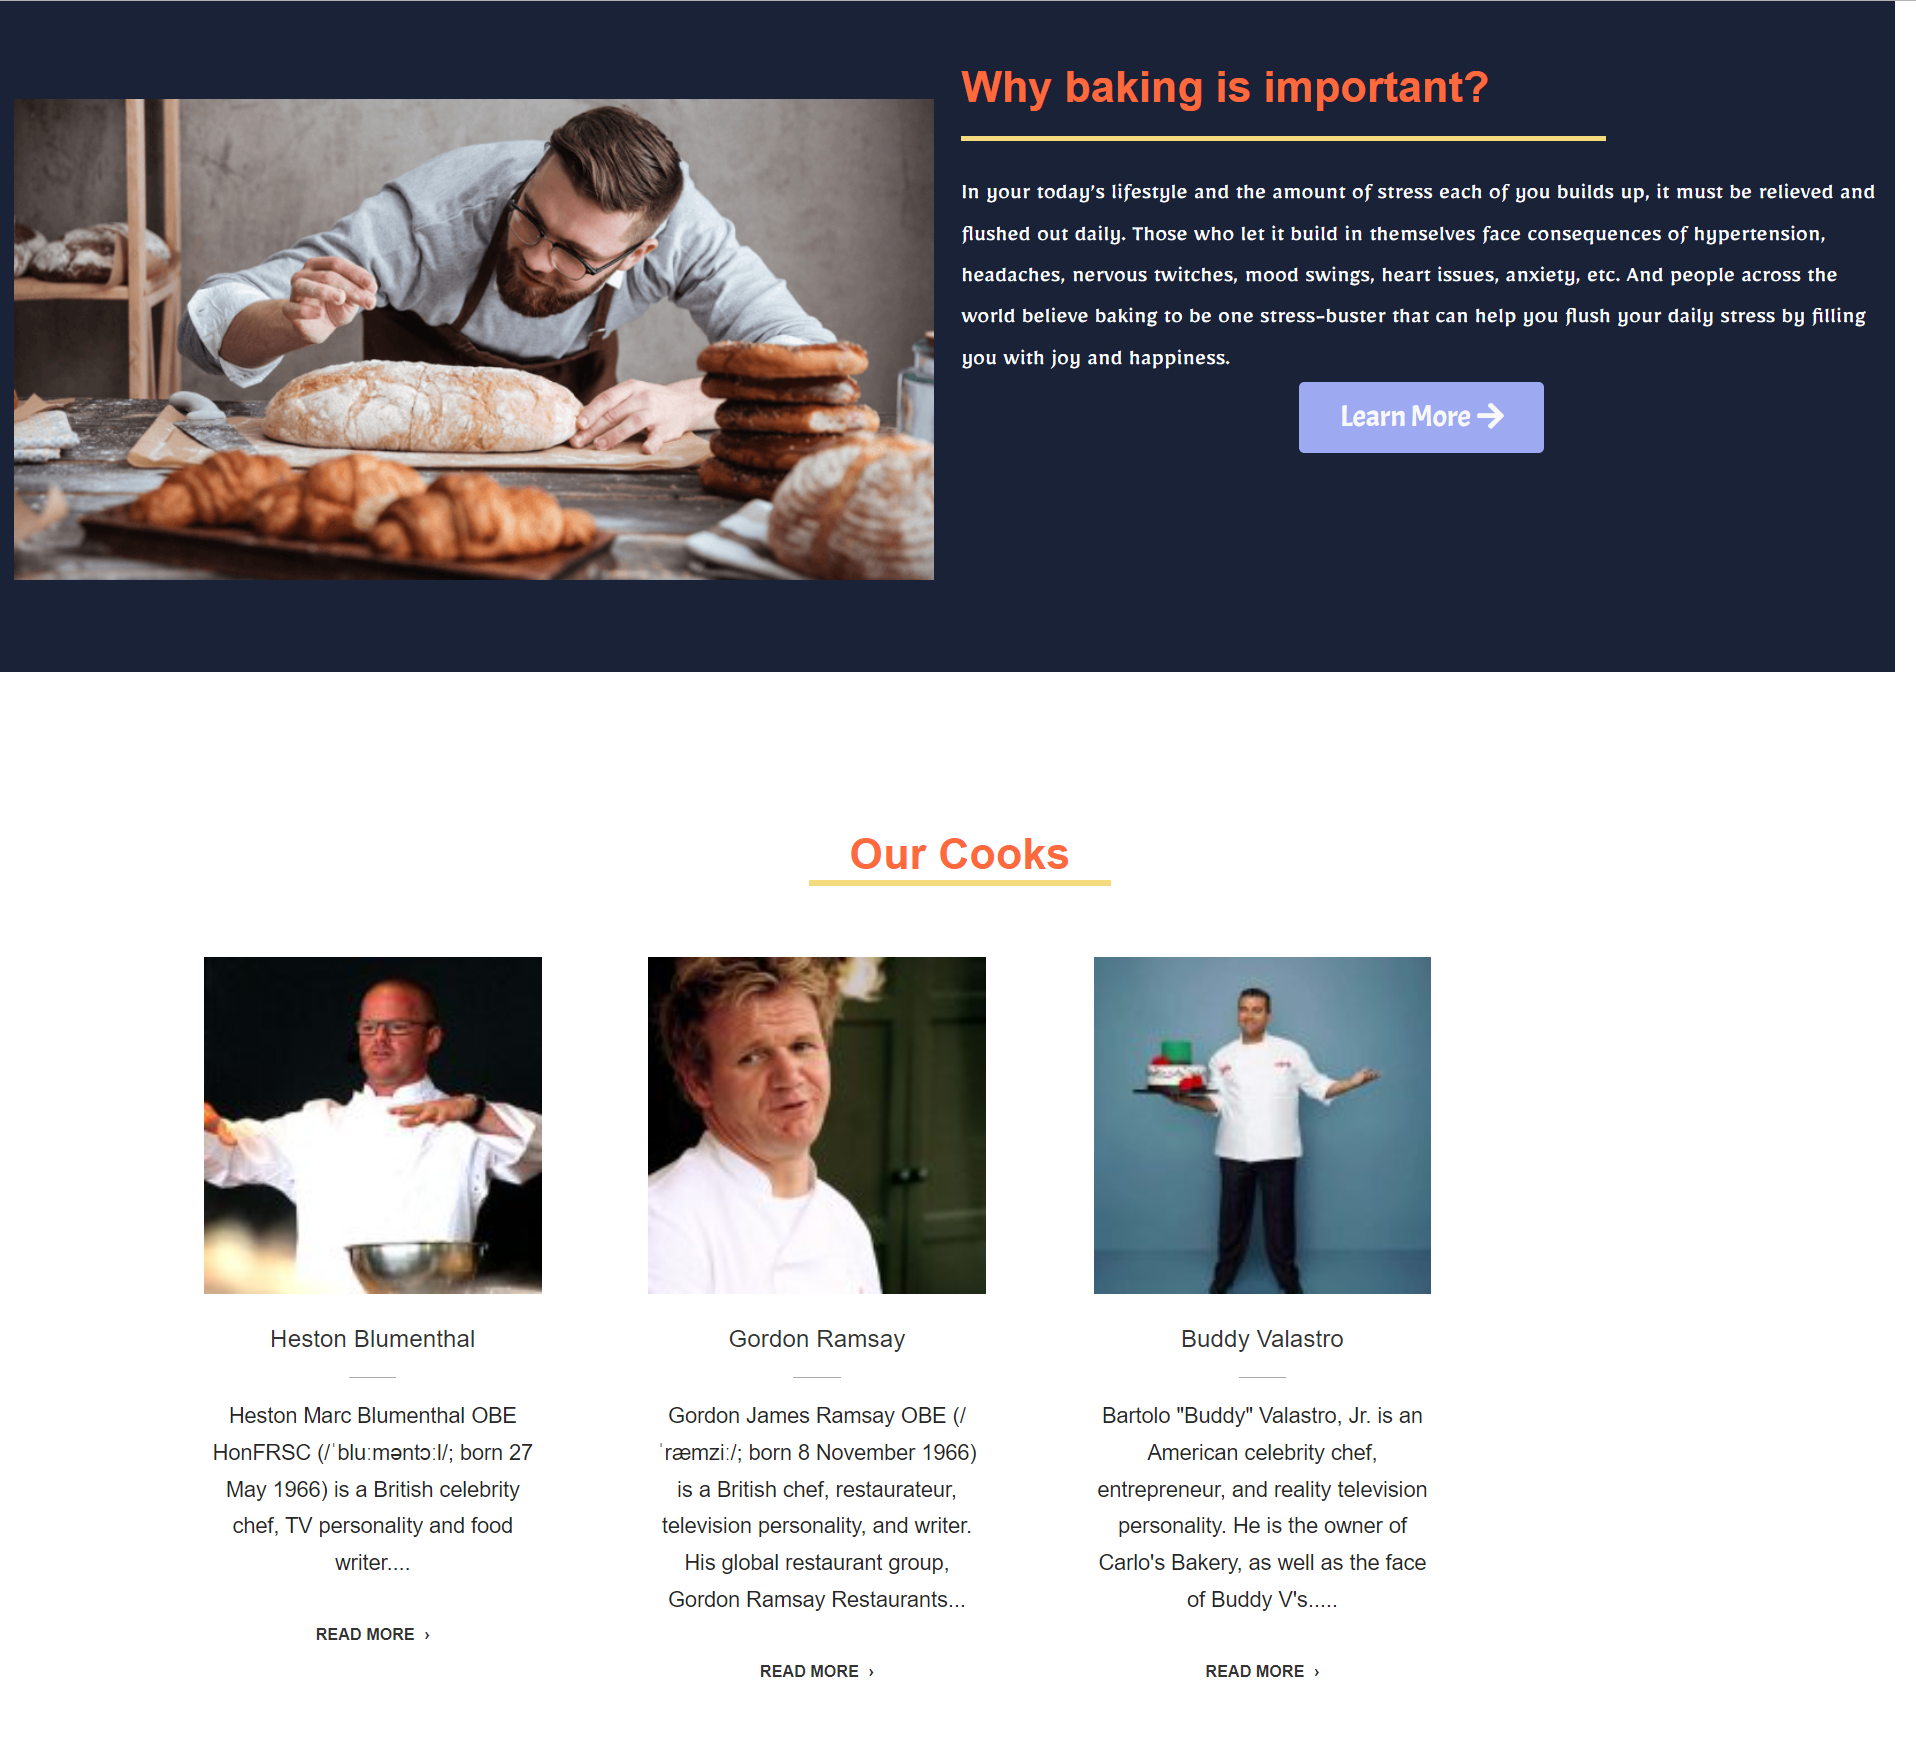 Why baking is important?
In your today's lifestyle and the amount of stress each of you builds up, it must be relieved and
flushed out daily. Those who let it build in themselves face consequences of hypertension,
headaches, nervous twitches, mood swings, heart issues, anxiety, etc. And people across the
world believe baking to be one stress-buster that can help you flush your daily stress by filling
you with joy and happiness.
Learn More
Our Cooks
Heston Blumenthal
Heston Marc Blumenthal OBE
HonFRSC (/ˈbluːməntɔːl/; born 27
May 1966) is a British celebrity
chef, TV personality and food
writer....
READ MORE ›
Gordon Ramsay
Gordon James Ramsay OBE (/
ˈræmziː/; born 8 November 1966)
is a British chef, restaurateur,
television personality, and writer.
His global restaurant group,
Gordon Ramsay Restaurants...
READ MORE ›
Buddy Valastro
Bartolo "Buddy" Valastro, Jr. is an
American celebrity chef,
entrepreneur, and reality television
personality. He is the owner of
Carlo's Bakery, as well as the face
of Buddy V's.....
READ MORE ›